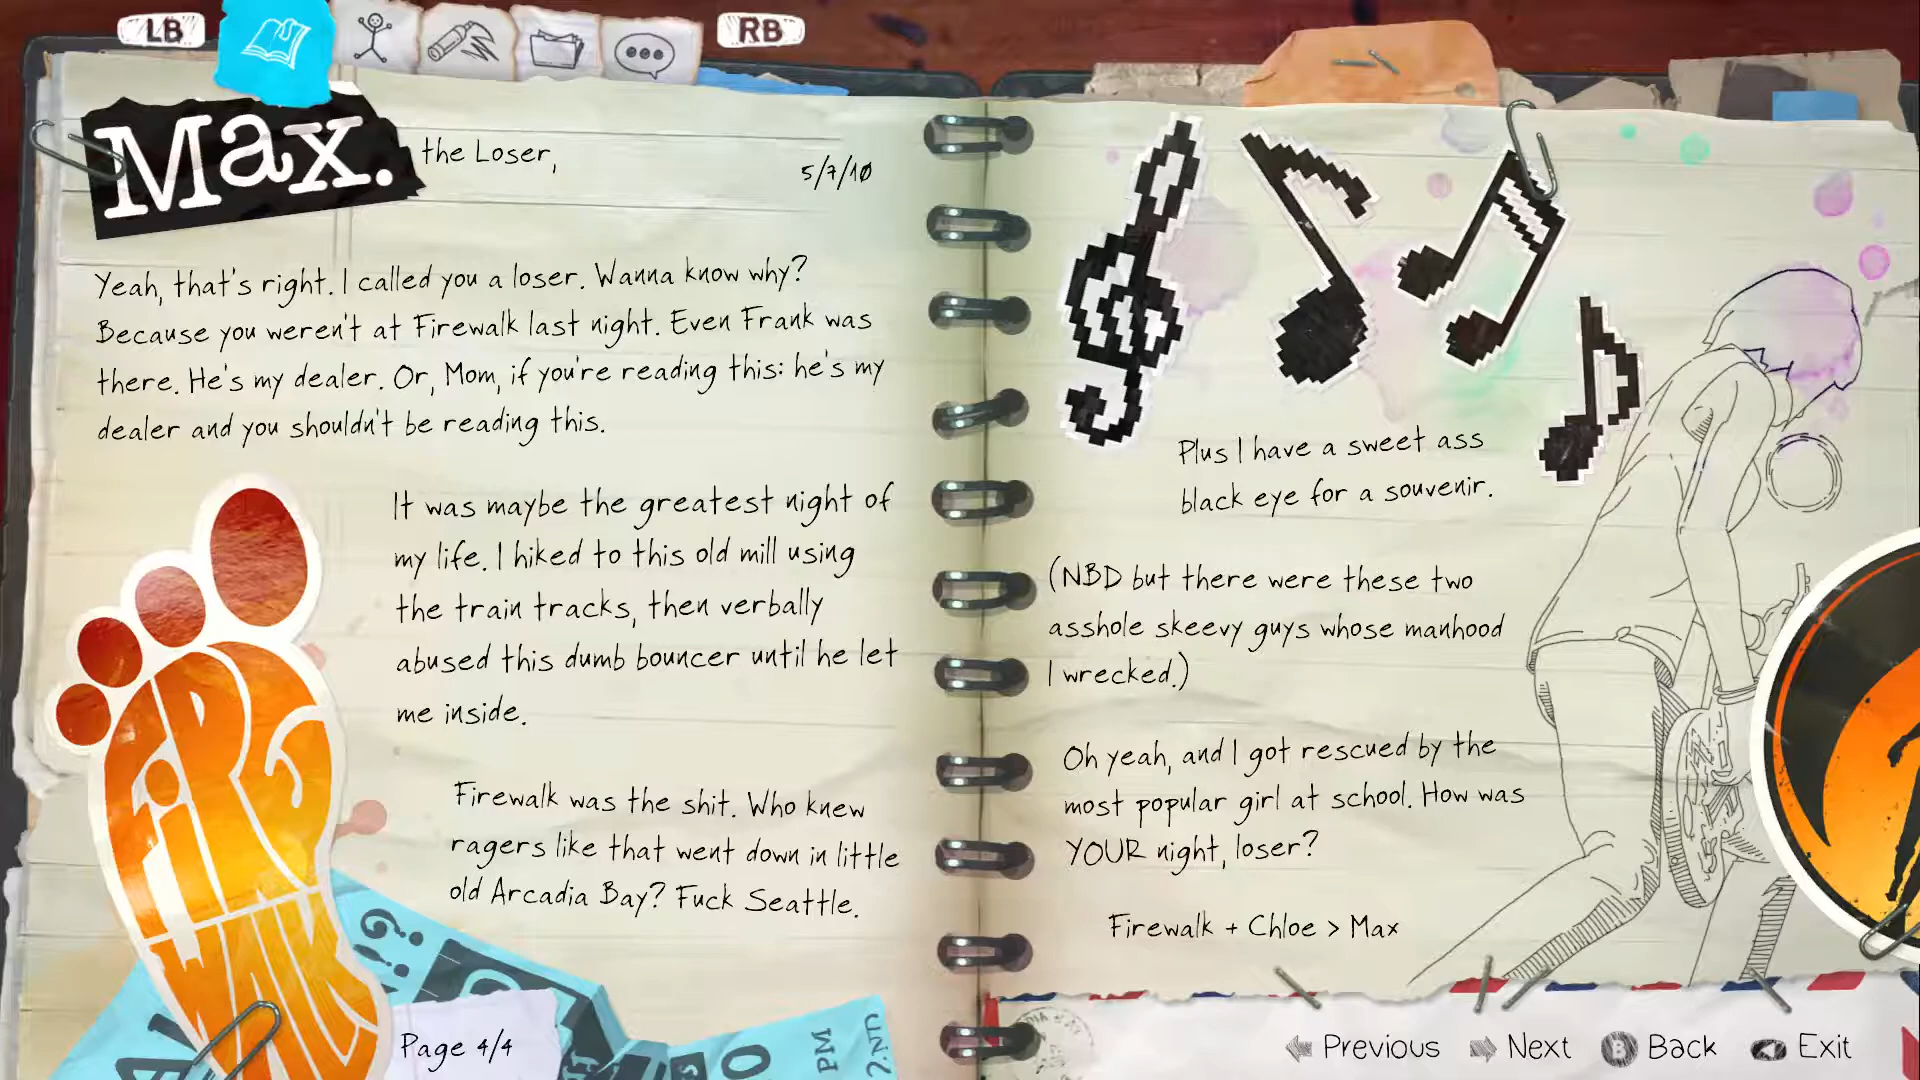 LB
RB
Max.
the Loser,
5/7/10
Yeah, that's right. I called you a loser. Wanna know why?
Because you weren't at Firewalk last night. Even Frank was
there. He's my dealer. Or, Mom, if you're reading this: he's my
dealer and you shouldn't be reading this.
It was maybe the greatest night of
my life. I hiked to this old mill using
the train tracks, then verbally
abused this dumb bouncer until he let
me inside.
Firewalk was the shit. Who knew
ragers like that went down in little
old Arcadia Bay? Fuck Seattle.
FIRE
WALK
PM
Page 4/4
Plus I have a sweet ass
black eye for a souvenir.
(NBD but there were these two
asshole skeevy guys whose manhood
I wrecked.)
Oh yeah, and I got rescued by the
most popular girl at school. How was
YOUR night, loser?
Firewalk + Chloe > Max
Previous
Next
B Back
Exit